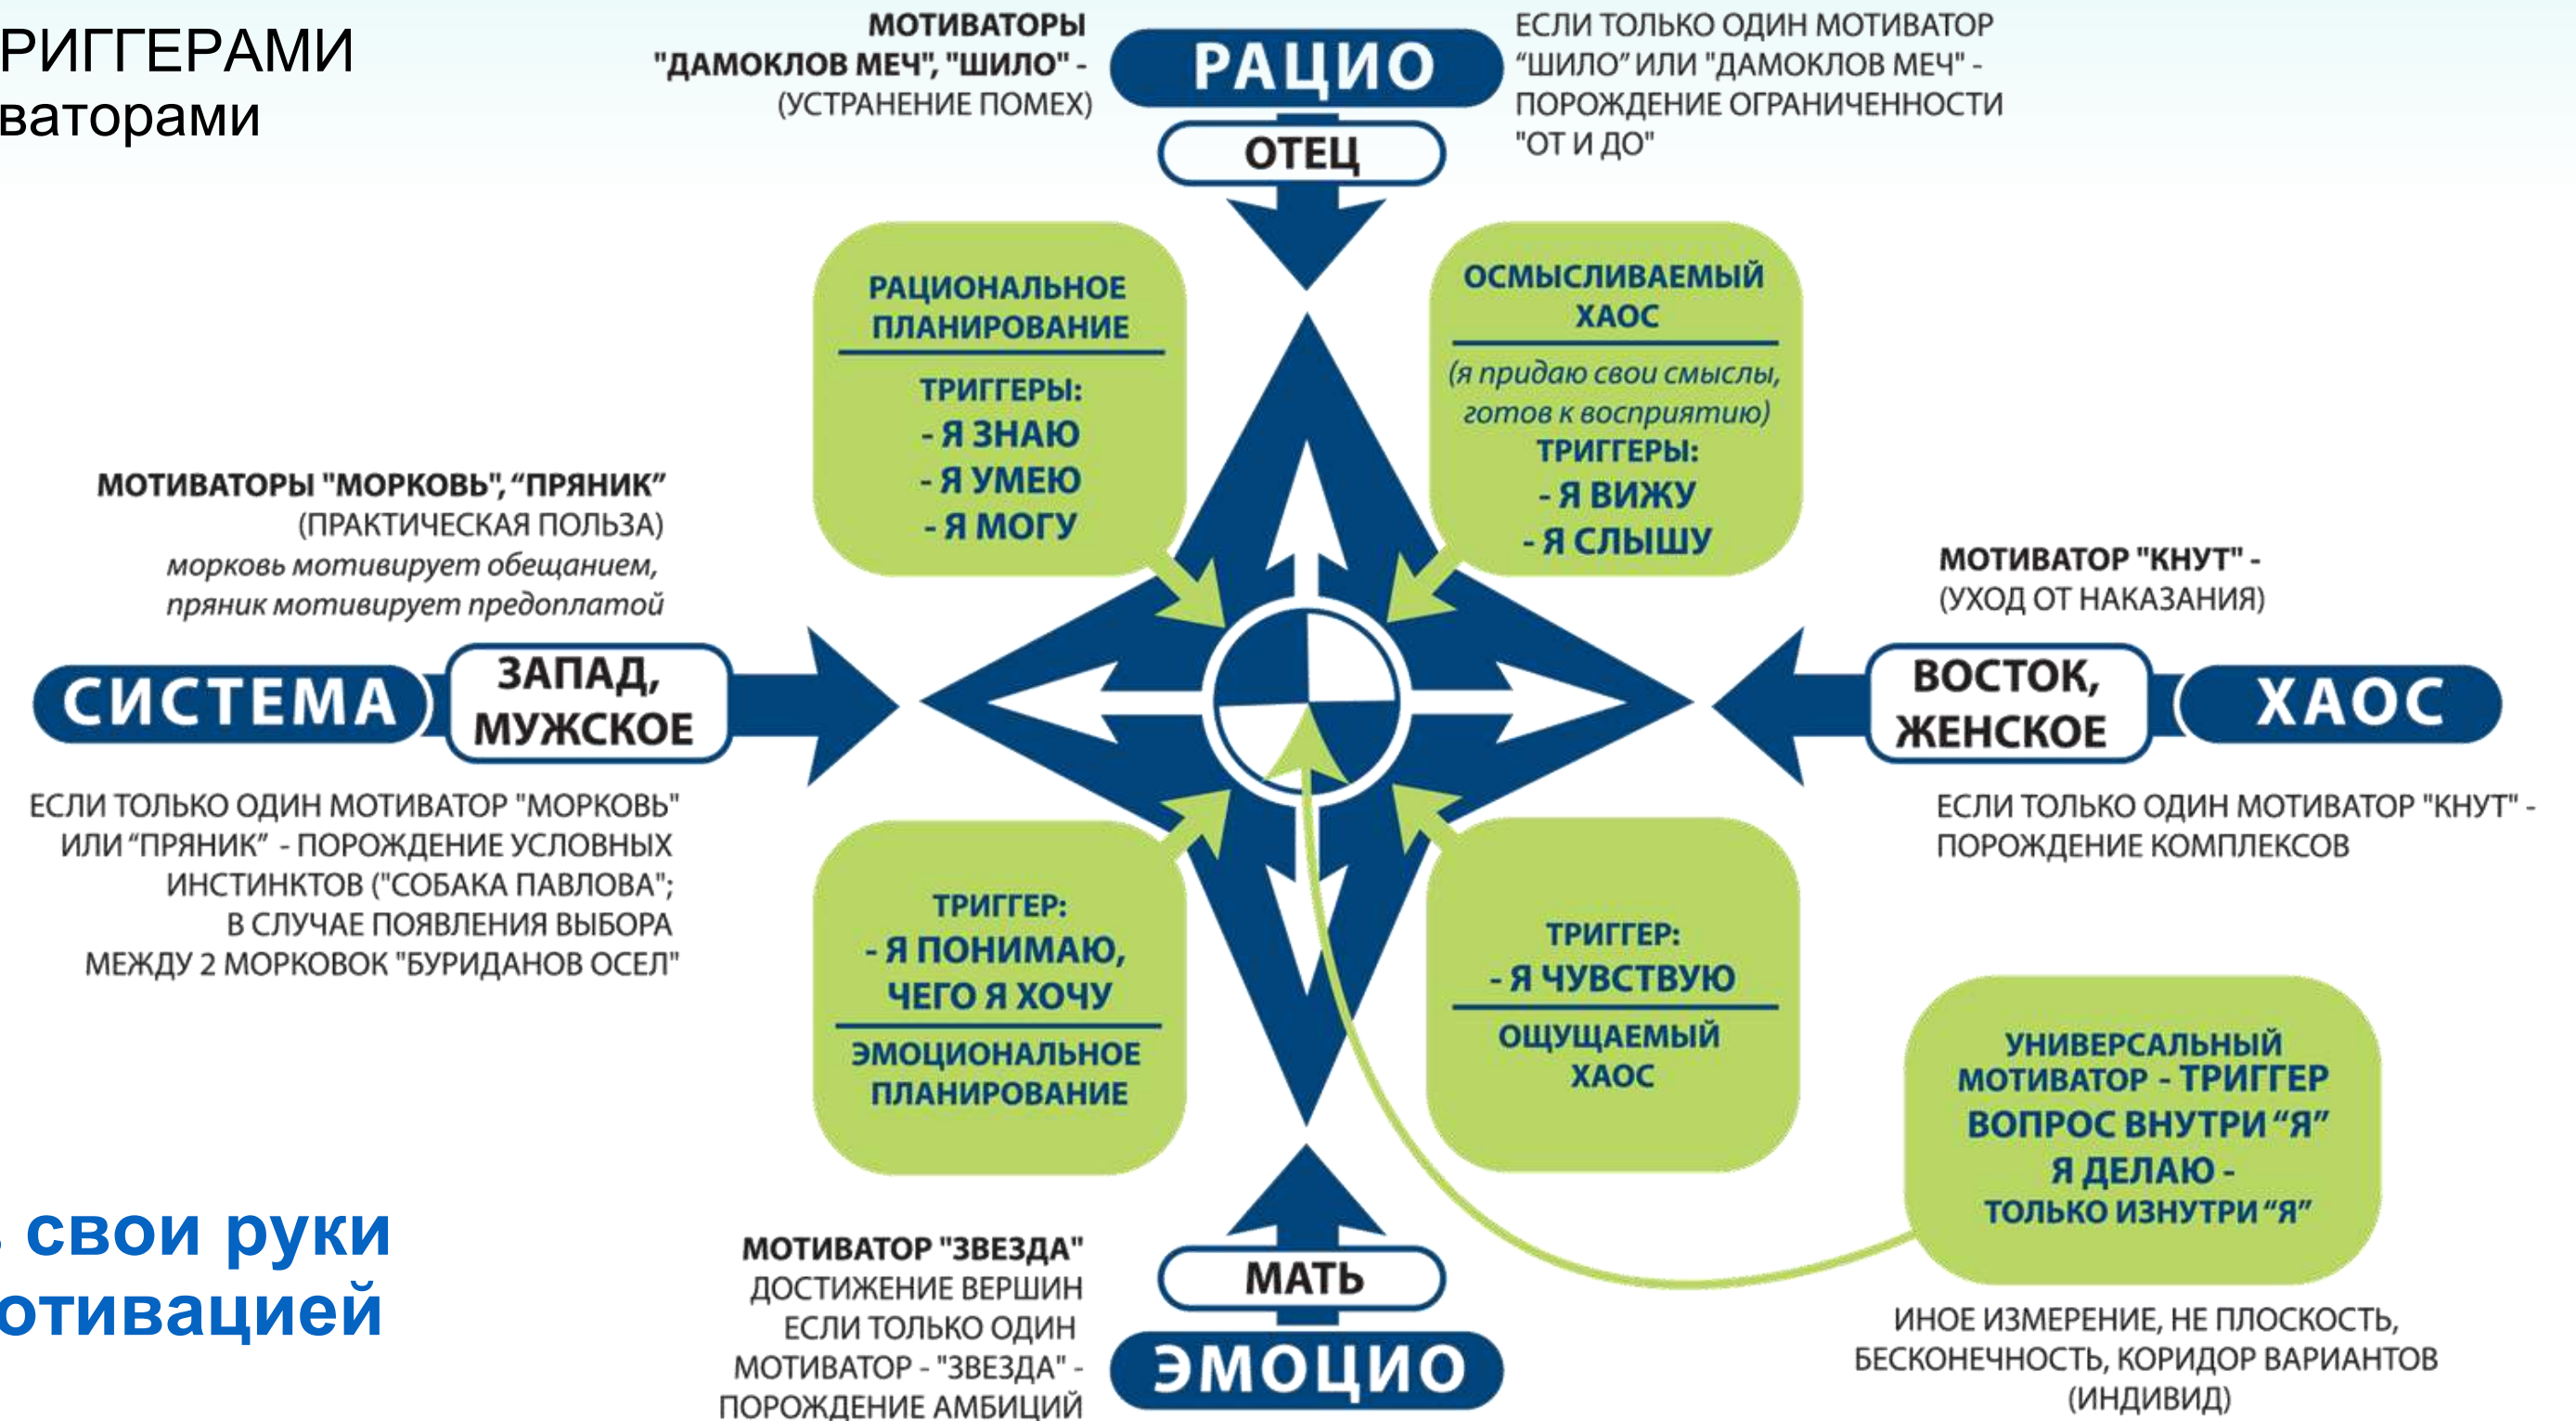 РИГГЕРАМИ
ваторами
МОТИВАТОРЫ
"ДАМОКЛОВ МЕЧ", "ШИЛО" -
(УСТРАНЕНИЕ ПОМЕХ)
РАЦИО
ОТЕЦ
ЕСЛИ ТОЛЬКО ОДИН МОТИВАТОР
“ШИЛО” ИЛИ "ДАМОКЛОВ МЕЧ" -
ПОРОЖДЕНИЕ ОГРАНИЧЕННОСТИ
"ОТ И ДО"
РАЦИОНАЛЬНОЕ
ПЛАНИРОВАНИЕ
ТРИГГЕРЫ:
- Я ЗНАЮ
- Я УМЕЮ
- Я МОГУ
ОСМЫСЛИВАЕМЫЙ
ХАОС
(я придаю свои смыслы,
готов к восприятию)
ТРИГГЕРЫ:
- Я ВИЖУ
- Я СЛЫШУ
МОТИВАТОРЫ "МОРКОВЬ", “ПРЯНИК”
(ПРАКТИЧЕСКАЯ ПОЛЬЗА)
морковь мотивирует обещанием,
пряник мотивирует предоплатой
СИСТЕМА
ЗАПАД,
МУЖСКОЕ
ЕСЛИ ТОЛЬКО ОДИН МОТИВАТОР "МОРКОВЬ"
ИЛИ “ПРЯНИК” - ПОРОЖДЕНИЕ УСЛОВНЫХ
ИНСТИНКТОВ ("СОБАКА ПАВЛОВА";
В СЛУЧАЕ ПОЯВЛЕНИЯ ВЫБОРА
МЕЖДУ 2 МОРКОВОК "БУРИДАНОВ ОСЕЛ"
МОТИВАТОР "КНУТ" -
(УХОД ОТ НАКАЗАНИЯ)
ВОСТОК,
ЖЕНСКОЕ
ХАОС
ЕСЛИ ТОЛЬКО ОДИН МОТИВАТОР "КНУТ" -
ПОРОЖДЕНИЕ КОМПЛЕКСОВ
ТРИГГЕР:
- Я ПОНИМАЮ,
ЧЕГО Я ХОЧУ
ЭМОЦИОНАЛЬНОЕ
ПЛАНИРОВАНИЕ
ТРИГГЕР:
- Я ЧУВСТВУЮ
ОЩУЩАЕМЫЙ
ХАОС
УНИВЕРСАЛЬНЫЙ
МОТИВАТОР - ТРИГГЕР
ВОПРОС ВНУТРИ “Я”
Я ДЕЛАЮ -
ТОЛЬКО ИЗНУТРИ “Я”
ИНОЕ ИЗМЕРЕНИЕ, НЕ ПЛОСКОСТЬ,
БЕСКОНЕЧНОСТЬ, КОРИДОР ВАРИАНТОВ
(ИНДИВИД)
свои руки
отивацией
МОТИВАТОР "ЗВЕЗДА"
ДОСТИЖЕНИЕ ВЕРШИН
ЕСЛИ ТОЛЬКО ОДИН
МОТИВАТОР - "ЗВЕЗДА" -
ПОРОЖДЕНИЕ АМБИЦИЙ
МАТЬ
ЭМОЦИО